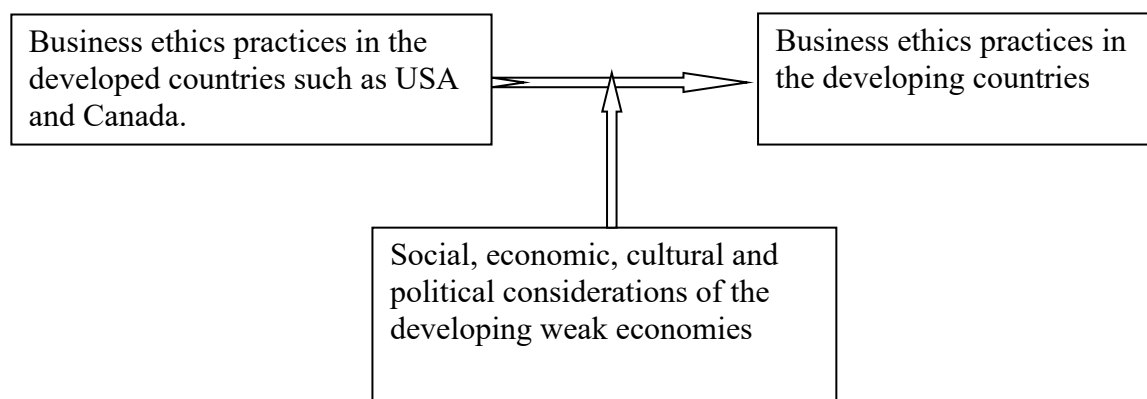 Business ethics practices in the
developed countries such as USA
and Canada.
Business ethics practices in
the developing countries
Social, economic, cultural and
political considerations of the
developing weak economies